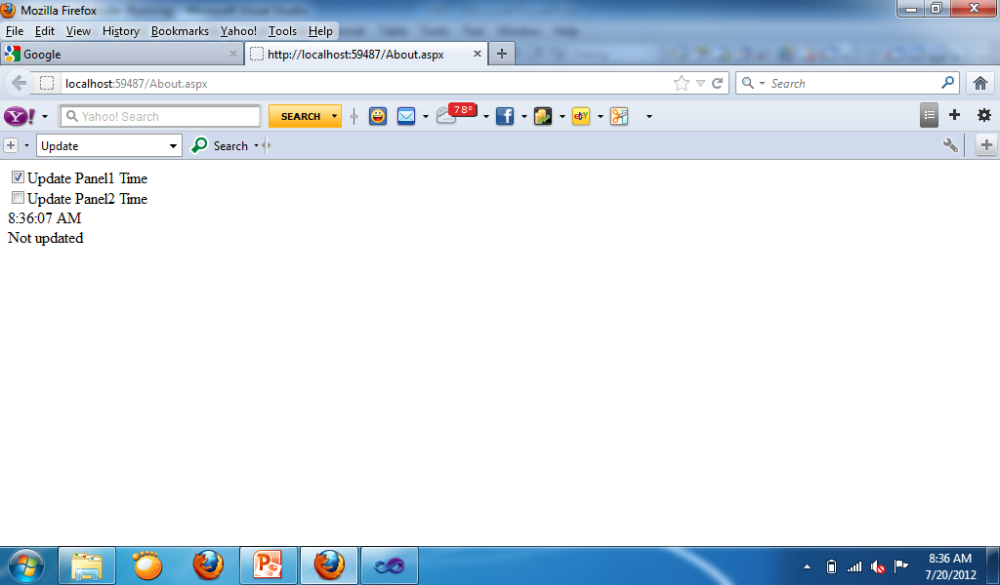 Mozilla Firefox
File Edit View History Bookmarks Yahoo! Tools Help
Google
http://localhost:59487/About.aspx
localhost:59487/About.aspx
Search
Y! Yahoo! Search SEARCH 78° f eBY
Update Search
Update Panel1 Time
Update Panel2 Time
8:36:07 AM
Not updated
8:36 AM
7/20/2012